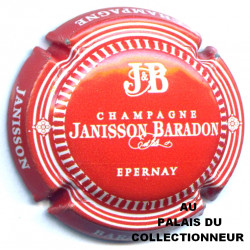 CHAMPAGNE
J&B
CHAMPAGNE
JANISSON BARADON
EPERNAY
JANISSON
AU
PALAIS DU
COLLECTIONNEUR